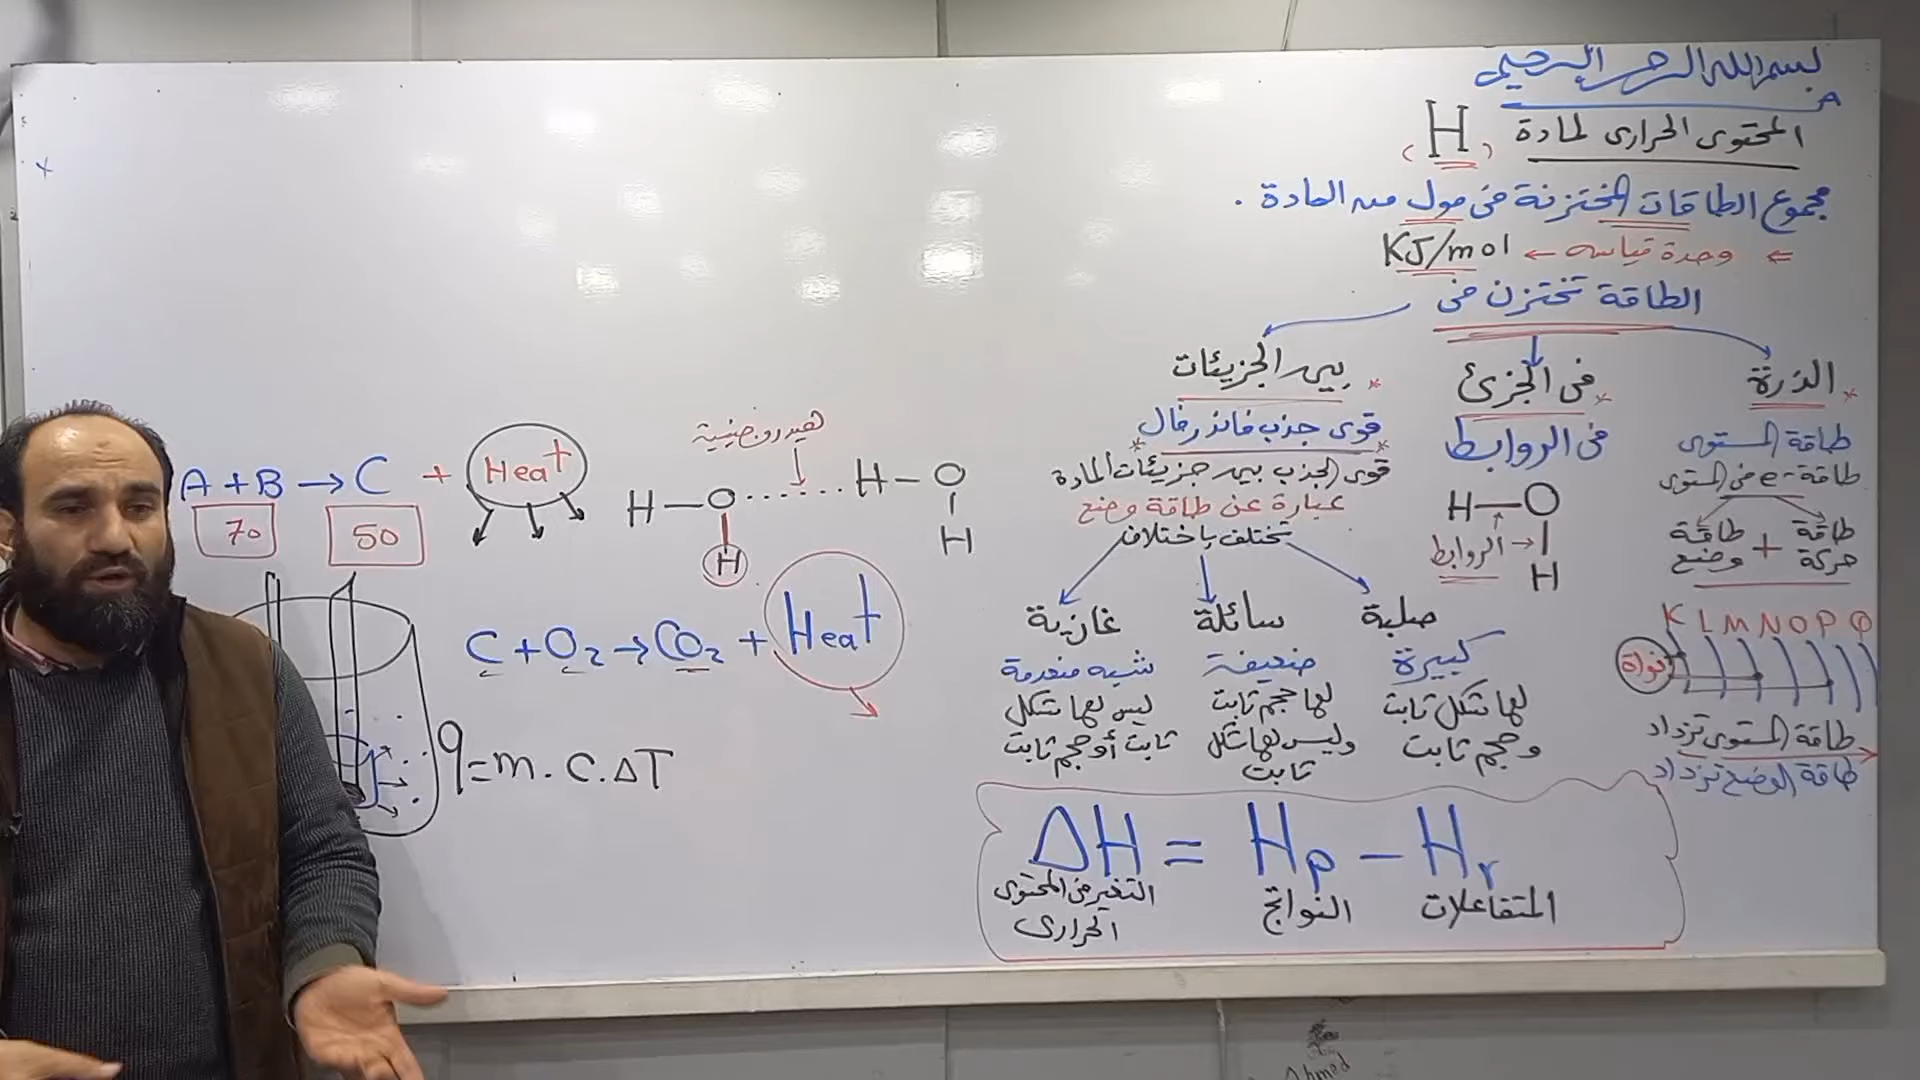 بسم الله الرحمن الرحيم
المحتوى الحرارى لمادة ( H )
مجموع الطاقات المختزنة فى مول من المادة .
⇐ وحدة قياسه ← KJ/mol
الطاقة تختزن فى
الذرة *
طاقة المستوى
طاقة e- فى المستوى
طاقة حركة + طاقة وضع
K L M N O P Q
نواة
طاقة المستوى تزداد
طاقة الوضع تزداد
فى الجزئ *
فى الروابط
H — O
الروابط →
H
بين الجزيئات *
قوى جذب فاندرفال
* قوى الجذب بين جزيئات المادة *
عبارة عن طاقة وضع
تختلف باختلاف
صلبة
كبيرة
لها شكل ثابت
وحجم ثابت
سائلة
ضعيفة
لها حجم ثابت
وليس لها شكل
ثابت
غازية
شبه منعدمة
ليس لها شكل
ثابت أو حجم ثابت
ΔH = Hp − Hr
التغير فى المحتوى الحرارى
النواتج
المتفاعلات
هيدروجينية
H — O ...... H — O
H
H
A + B → C + Heat
70
50
C + O2 → CO2 + Heat
q = m . C . ΔT
Ahmed